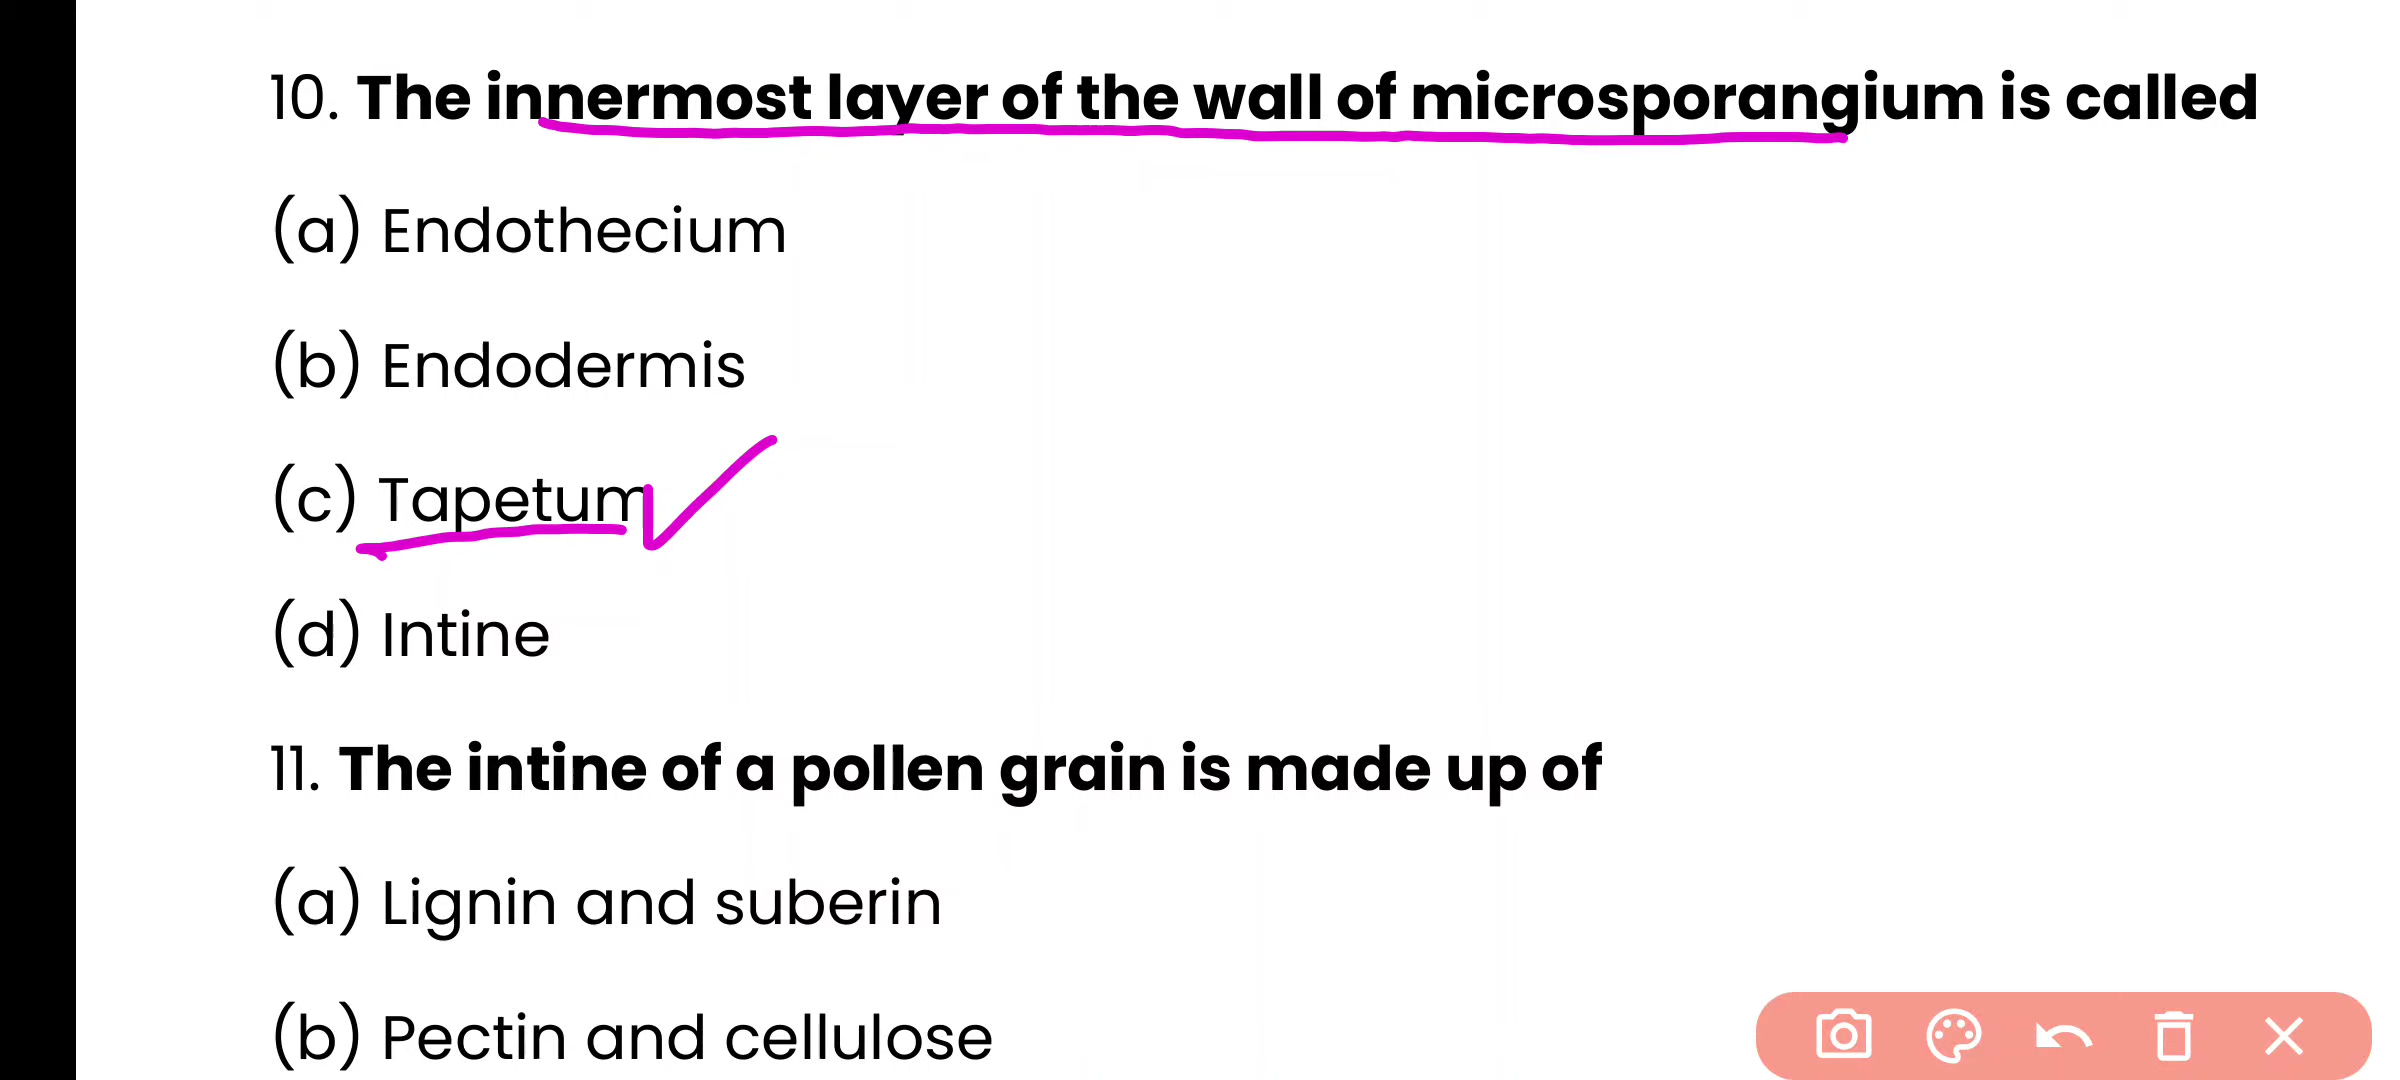 10. The innermost layer of the wall of microsporangium is called
(a) Endothecium
(b) Endodermis
(c) Tapetum
(d) Intine
11. The intine of a pollen grain is made up of
(a) Lignin and suberin
(b) Pectin and cellulose